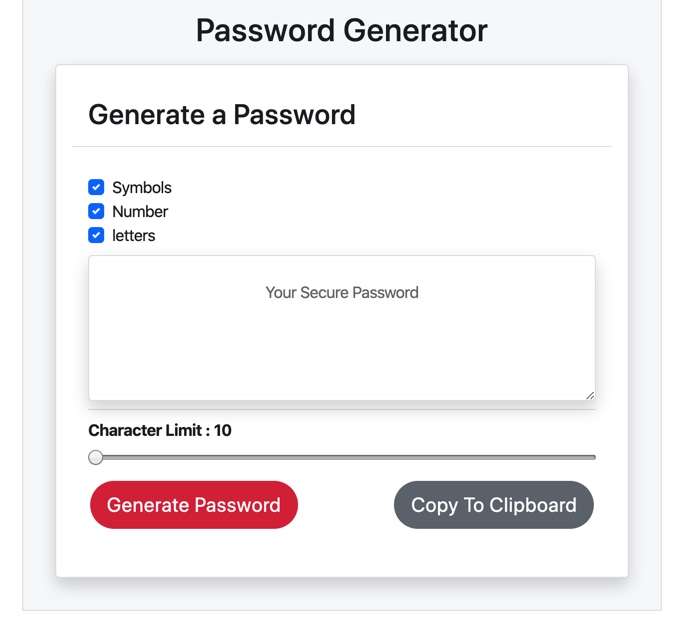 Password Generator
Generate a Password
Symbols
Number
letters
Your Secure Password
Character Limit : 10
Generate Password
Copy To Clipboard